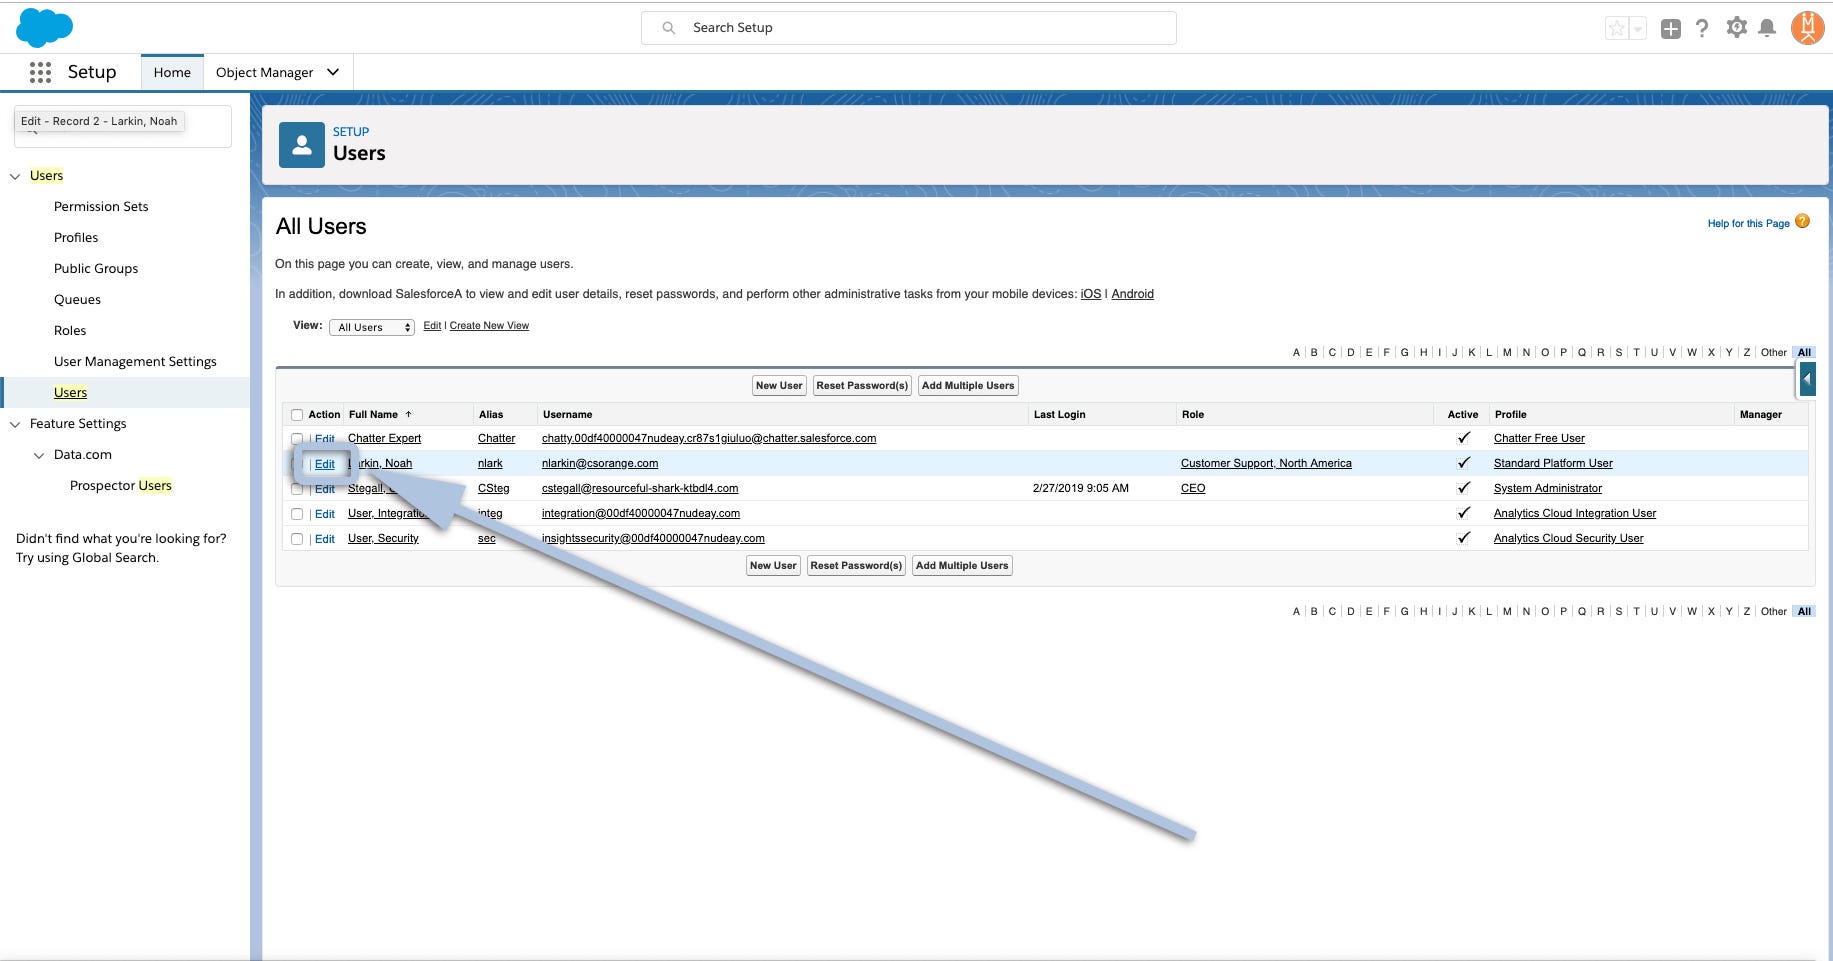 Search Setup
Setup Home Object Manager
Edit - Record 2 - Larkin, Noah
Users
Permission Sets
Profiles
Public Groups
Queues
Roles
User Management Settings
Users
Feature Settings
Data.com
Prospector Users
Didn't find what you're looking for?
Try using Global Search.
SETUP
Users
All Users
Help for this Page ?
On this page you can create, view, and manage users.
In addition, download SalesforceA to view and edit user details, reset passwords, and perform other administrative tasks from your mobile devices: iOS | Android
View: All Users Edit | Create New View
A | B | C | D | E | F | G | H | I | J | K | L | M | N | O | P | Q | R | S | T | U | V | W | X | Y | Z | Other All
New User Reset Password(s) Add Multiple Users
Action Full Name ↑ Alias Username Last Login Role Active Profile Manager
| Edit Chatter Expert Chatter chatty.00df40000047nudeay.cr87s1giuluo@chatter.salesforce.com ✓ Chatter Free User
| Edit Larkin, Noah nlark nlarkin@csorange.com Customer Support, North America ✓ Standard Platform User
Edit Stegall, CSteg cstegall@resourceful-shark-ktbdl4.com 2/27/2019 9:05 AM CEO ✓ System Administrator
| Edit User, Integration integ integration@00df40000047nudeay.com ✓ Analytics Cloud Integration User
| Edit User, Security sec insightssecurity@00df40000047nudeay.com ✓ Analytics Cloud Security User
New User Reset Password(s) Add Multiple Users
A | B | C | D | E | F | G | H | I | J | K | L | M | N | O | P | Q | R | S | T | U | V | W | X | Y | Z | Other All